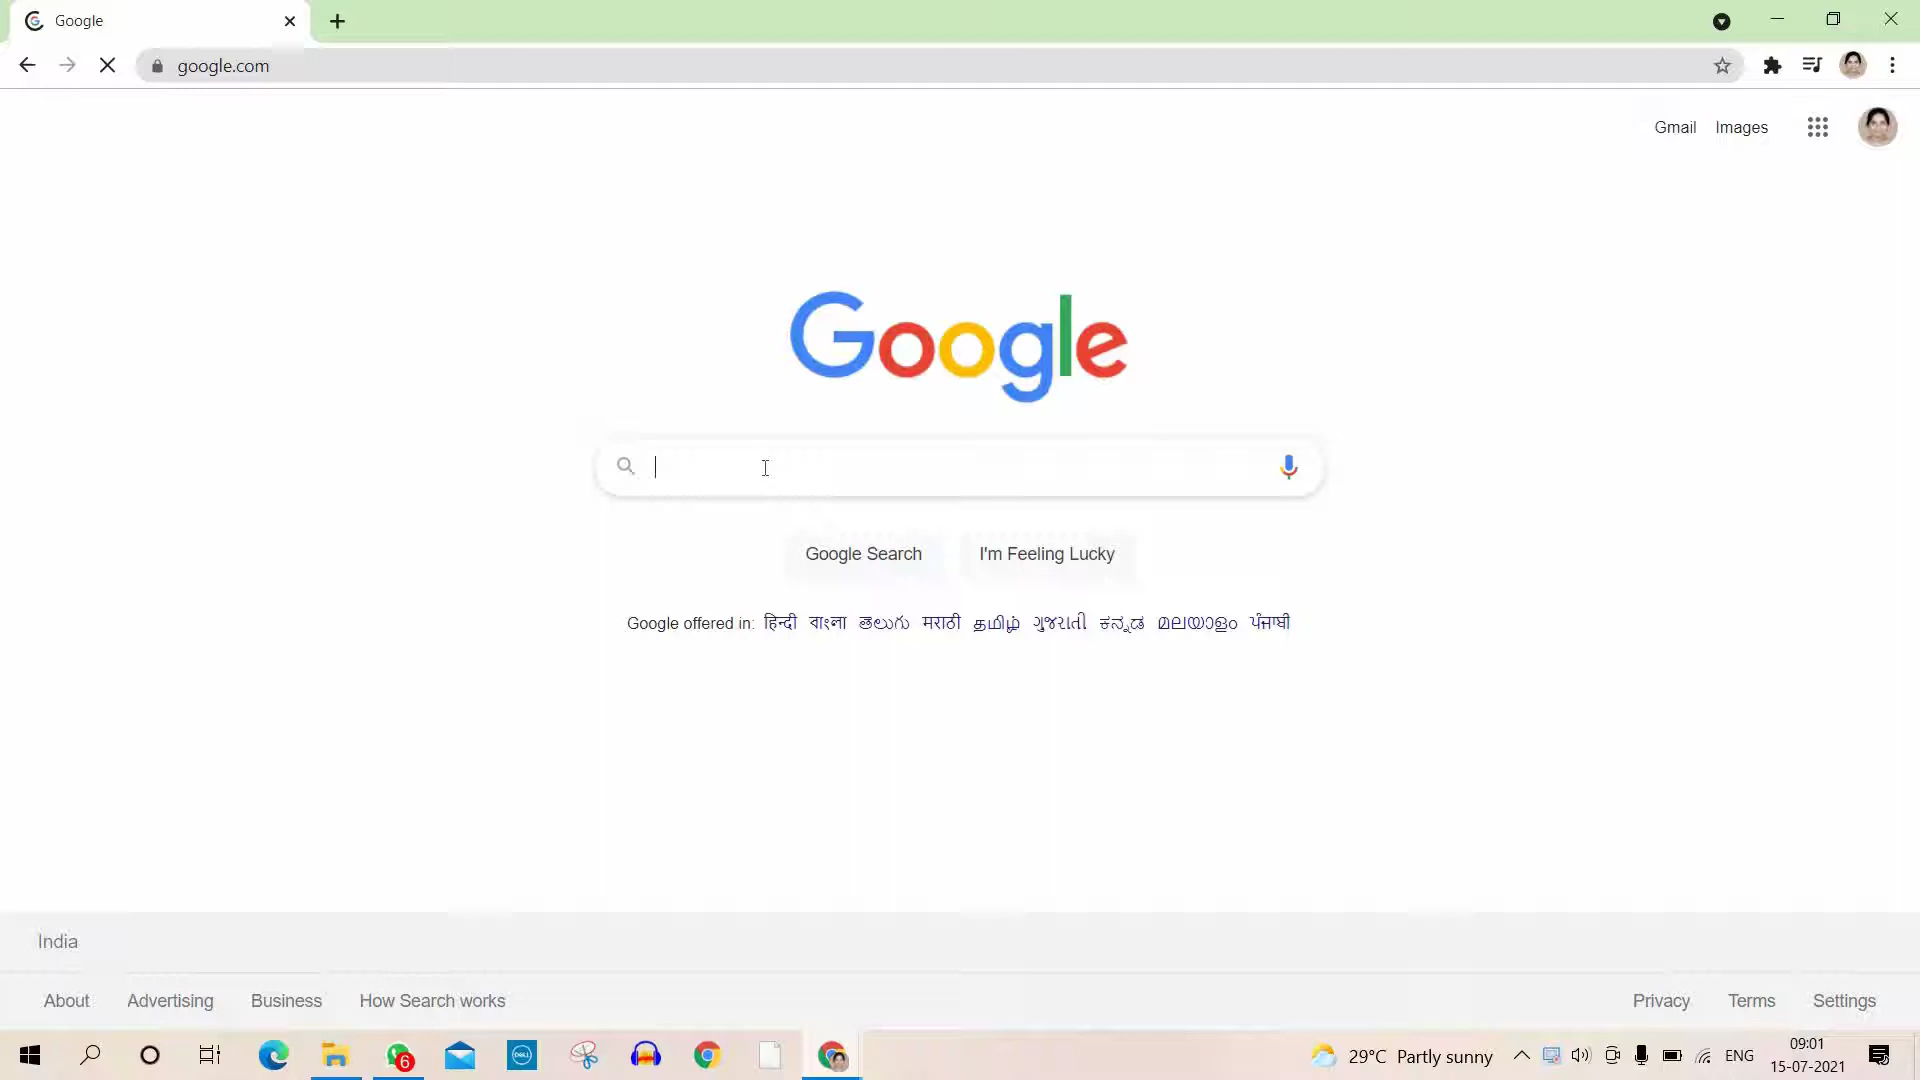 Google
google.com
Gmail Images
Google
Google Search I'm Feeling Lucky
Google offered in: हिन्दी বাংলা తెలుగు मराठी தமிழ் ગુજરાતી ಕನ್ನಡ മലയാളം ਪੰਜਾਬੀ
India
About Advertising Business How Search works Privacy Terms Settings
6 DELL 29°C Partly sunny ENG 09:01
15-07-2021